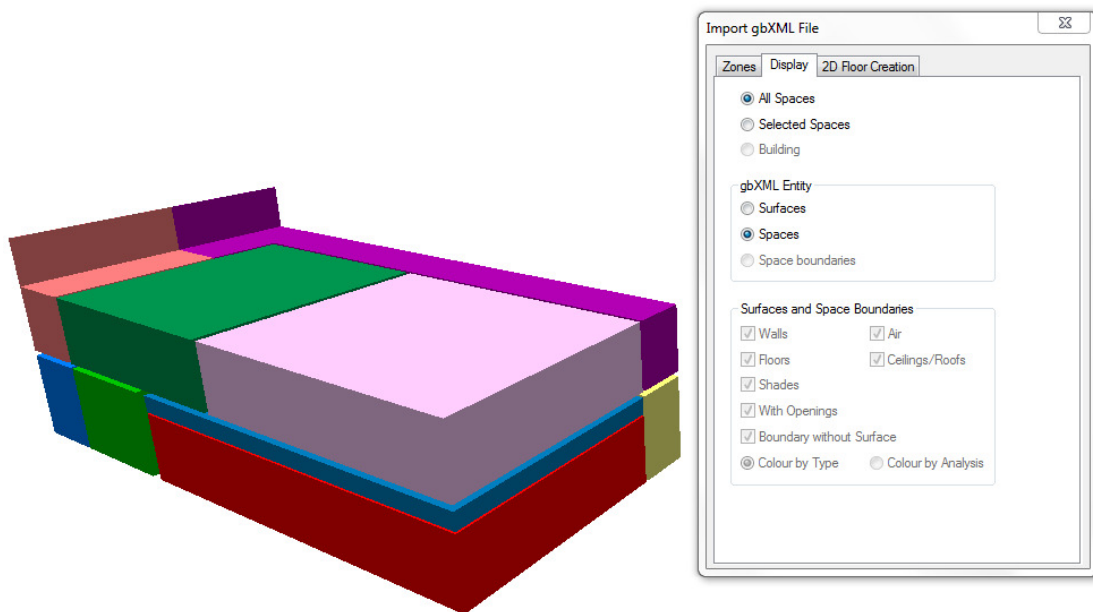 Import gbXML File
Zones Display 2D Floor Creation
All Spaces
Selected Spaces
Building
gbXML Entity
Surfaces
Spaces
Space boundaries
Surfaces and Space Boundaries
Walls Air
Floors Ceilings/Roofs
Shades
With Openings
Boundary without Surface
Colour by Type Colour by Analysis